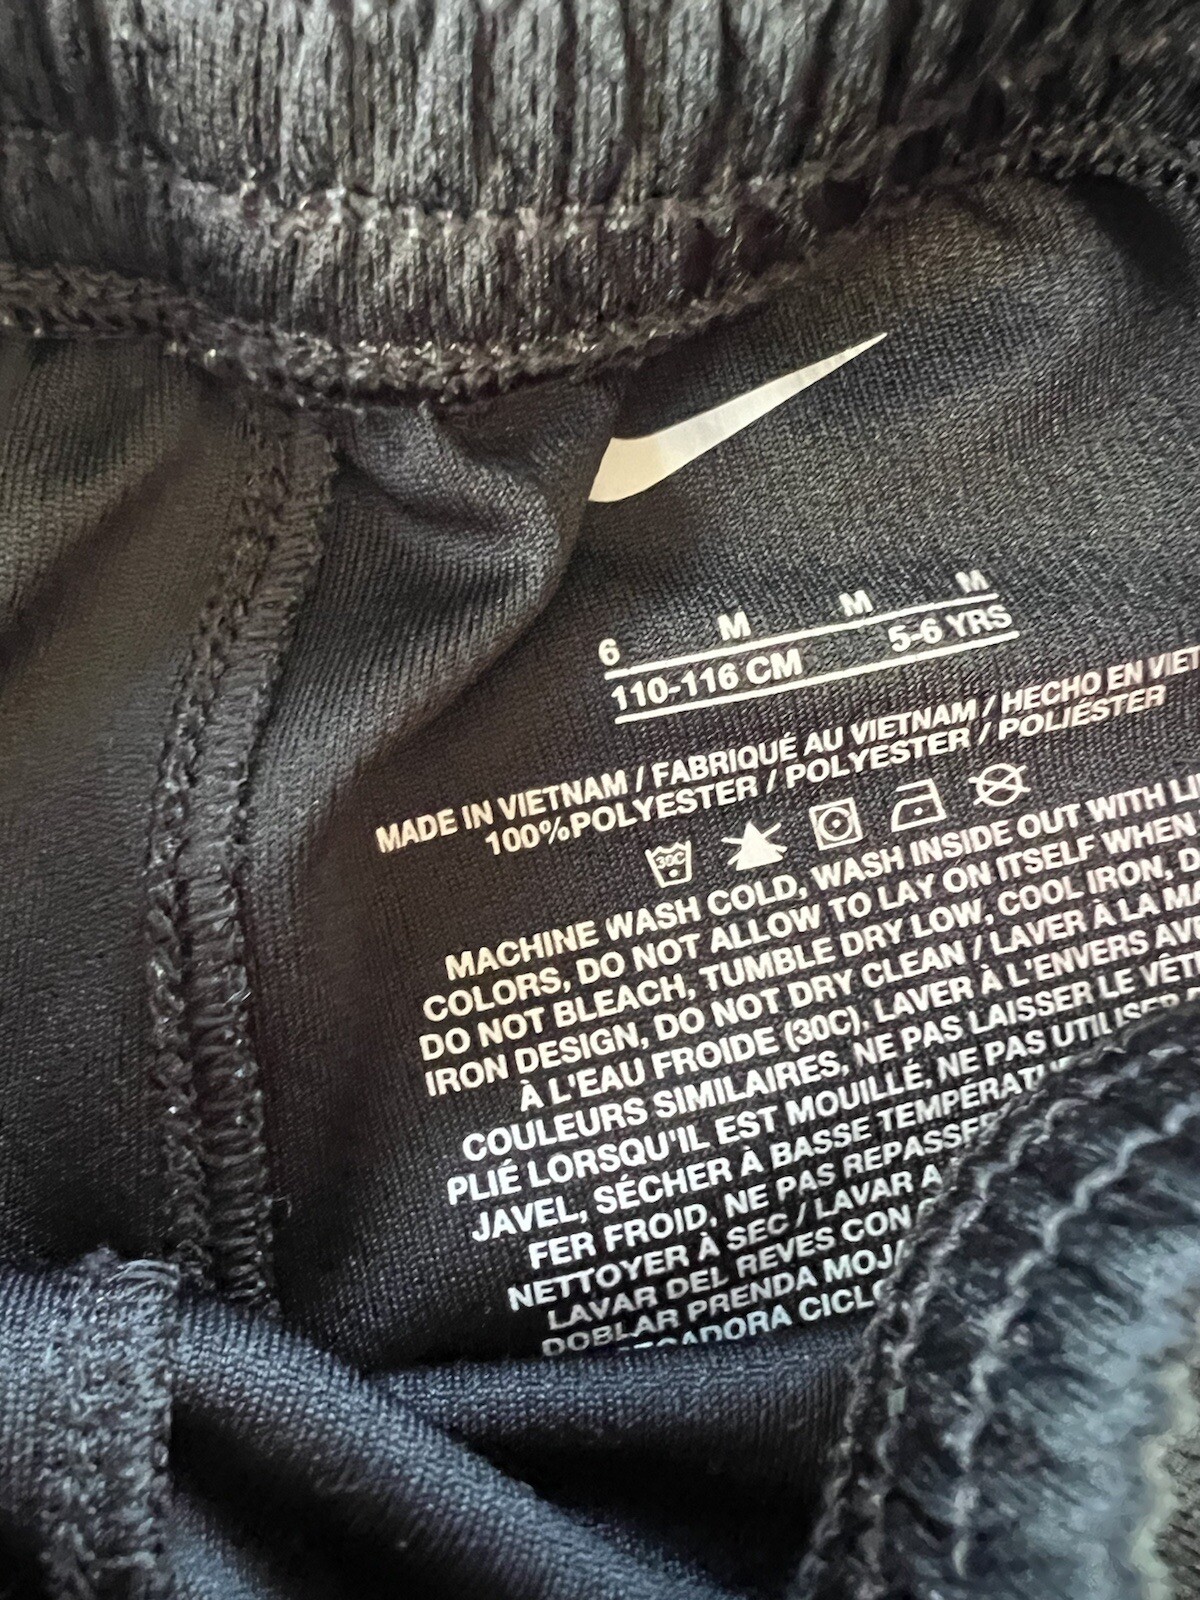 6 M M M
110-116 CM 5-6 YRS
MADE IN VIETNAM / FABRIQUÉ AU VIETNAM / HECHO EN
100%POLYESTER / POLYESTER / POLIÉSTER
30C
MACHINE WASH COLD, WASH INSIDE OUT WITH
COLORS, DO NOT ALLOW TO LAY ON ITSELF WHEN
DO NOT BLEACH, TUMBLE DRY LOW, COOL IRON,
IRON DESIGN, DO NOT DRY CLEAN / LAVER À LA
À L'EAU FROIDE (30C), LAVER À L'ENVERS
COULEURS SIMILAIRES, NE PAS LAISSER LE
PLIÉ LORSQU'IL EST MOUILLÉ, NE PAS UTILISER
JAVEL, SÉCHER À BASSE
FER FROID, NE PAS
NETTOYER À SEC / LAVAR A
LAVAR DEL REVES CON
DOBLAR PRENDA